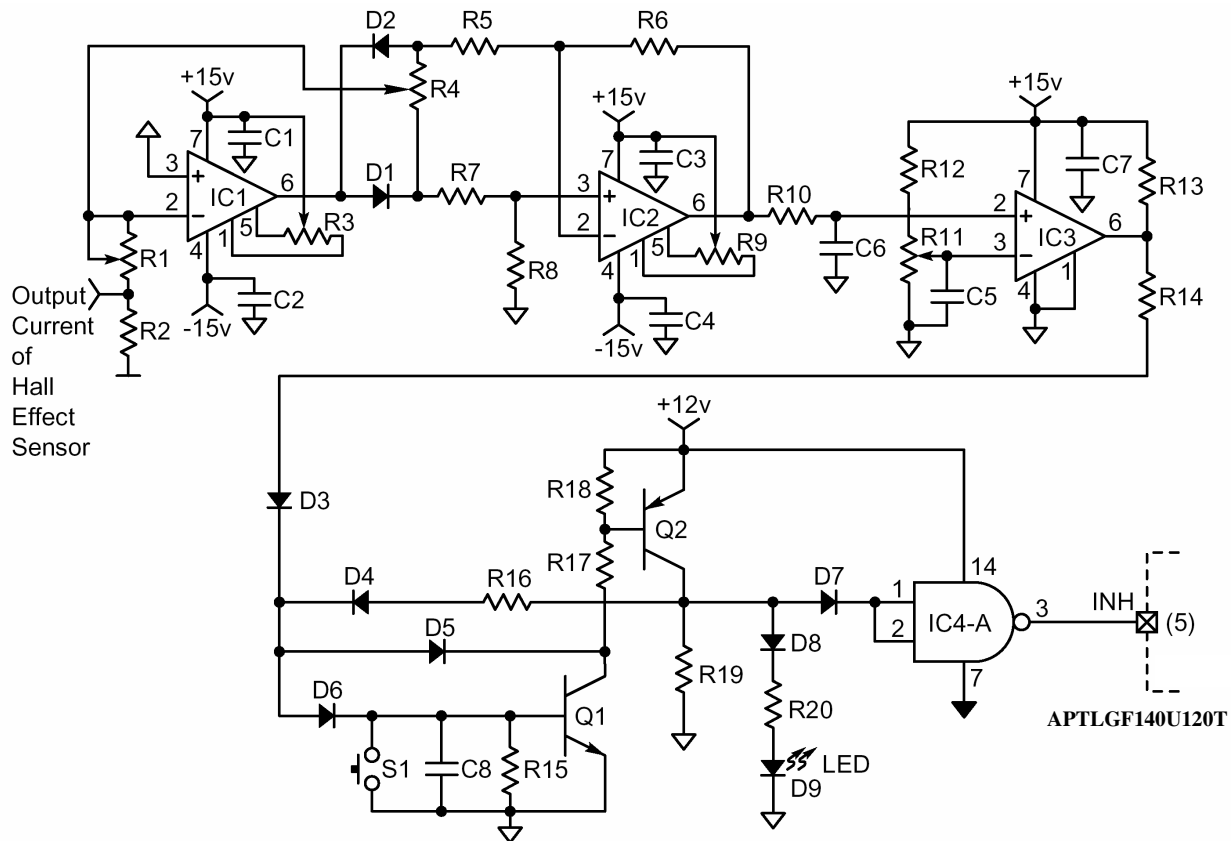 D2
R5
R6
+15v
R4
+15v
+15v
7
C1
7
C3
R12
7
C7
R13
3
+
IC1
6
D1
R7
3
+
IC2
6
R10
2
+
IC3
6
2
−
5
R3
2
−
5
R9
R11
3
−
4
1
4
1
C6
4
1
R1
R8
C5
R14
Output
Current
of
Hall
Effect
Sensor
R2
-15v
C2
-15v
C4
+12v
D3
R18
Q2
R17
D4
R16
D7
14
1
2
IC4-A
3
INH
(5)
D5
D8
7
R19
D6
Q1
R20
APTLGF140U120T
S1
C8
R15
LED
D9